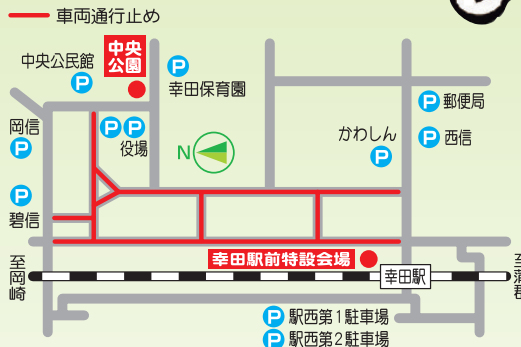 車両通行止め
中央
公園
中央公民館
P
P
幸田保育園
岡信
P
P P
役場
N
かわしん
P
P 郵便局
P 西信
P
碧信
幸田駅前特設会場
至岡崎
幸田駅
至蒲郡
P 駅西第1駐車場
P 駅西第2駐車場